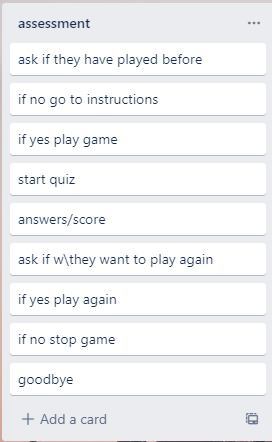 assessment
ask if they have played before
if no go to instructions
if yes play game
start quiz
answers/score
ask if w\they want to play again
if yes play again
if no stop game
goodbye
+ Add a card